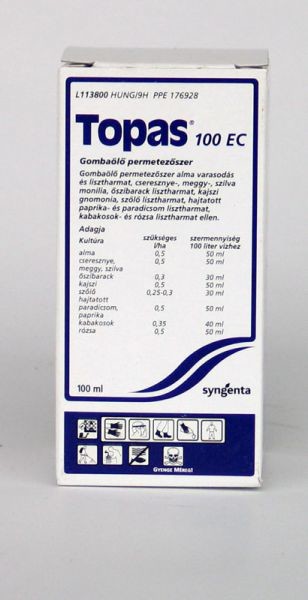 L113800 HUNG/9H PPE 176928
Topas® 100 EC
Gombaölő permetezőszer
Gombaölő permetezőszer alma varasodás
és lisztharmat, cseresznye-, meggy-, szilva
monília, őszibarack lisztharmat, kajszi
gnomonia, szőlő lisztharmat, hajtatott
paprika- és paradicsom lisztharmat,
kabakosok- és rózsa lisztharmat ellen.
Adagja
Kultúra szükséges szermennyiség
l/ha 100 liter vízhez
alma 0,5 50 ml
cseresznye, 0,5 50 ml
meggy, szilva
őszibarack 0,3 30 ml
kajszi 0,5 50 ml
szőlő 0,25-0,3 30 ml
hajtatott
paradicsom, 0,5 50 ml
paprika
kabakosok 0,35 40 ml
rózsa 0,5 50 ml
100 ml
syngenta
GYENGE MÉREG!